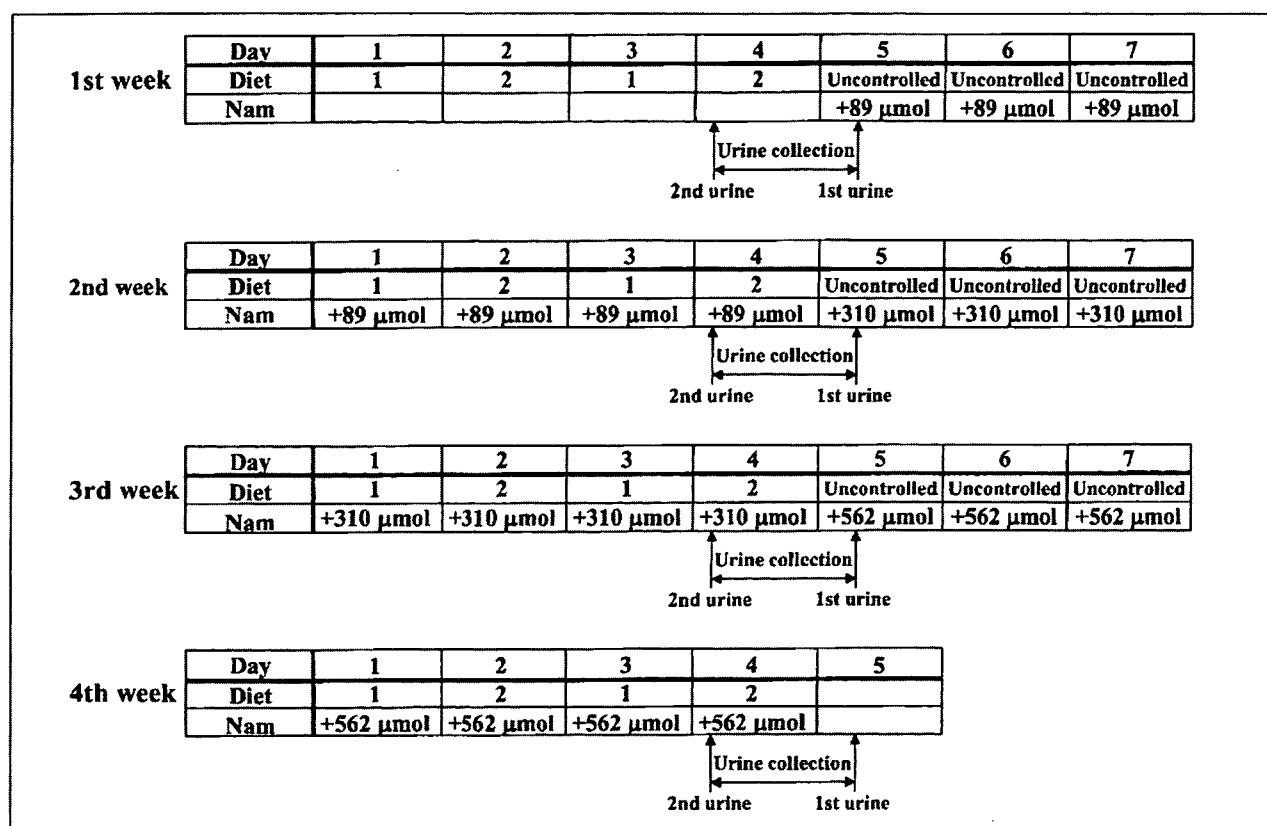 Day 1 2 3 4 5 6 7
1st week Diet 1 2 1 2 Uncontrolled Uncontrolled Uncontrolled
Nam +89 μmol +89 μmol +89 μmol
Urine collection
2nd urine 1st urine
Day 1 2 3 4 5 6 7
2nd week Diet 1 2 1 2 Uncontrolled Uncontrolled Uncontrolled
Nam +89 μmol +89 μmol +89 μmol +89 μmol +310 μmol +310 μmol +310 μmol
Urine collection
2nd urine 1st urine
Day 1 2 3 4 5 6 7
3rd week Diet 1 2 1 2 Uncontrolled Uncontrolled Uncontrolled
Nam +310 μmol +310 μmol +310 μmol +310 μmol +562 μmol +562 μmol +562 μmol
Urine collection
2nd urine 1st urine
Day 1 2 3 4 5
4th week Diet 1 2 1 2
Nam +562 μmol +562 μmol +562 μmol +562 μmol
Urine collection
2nd urine 1st urine